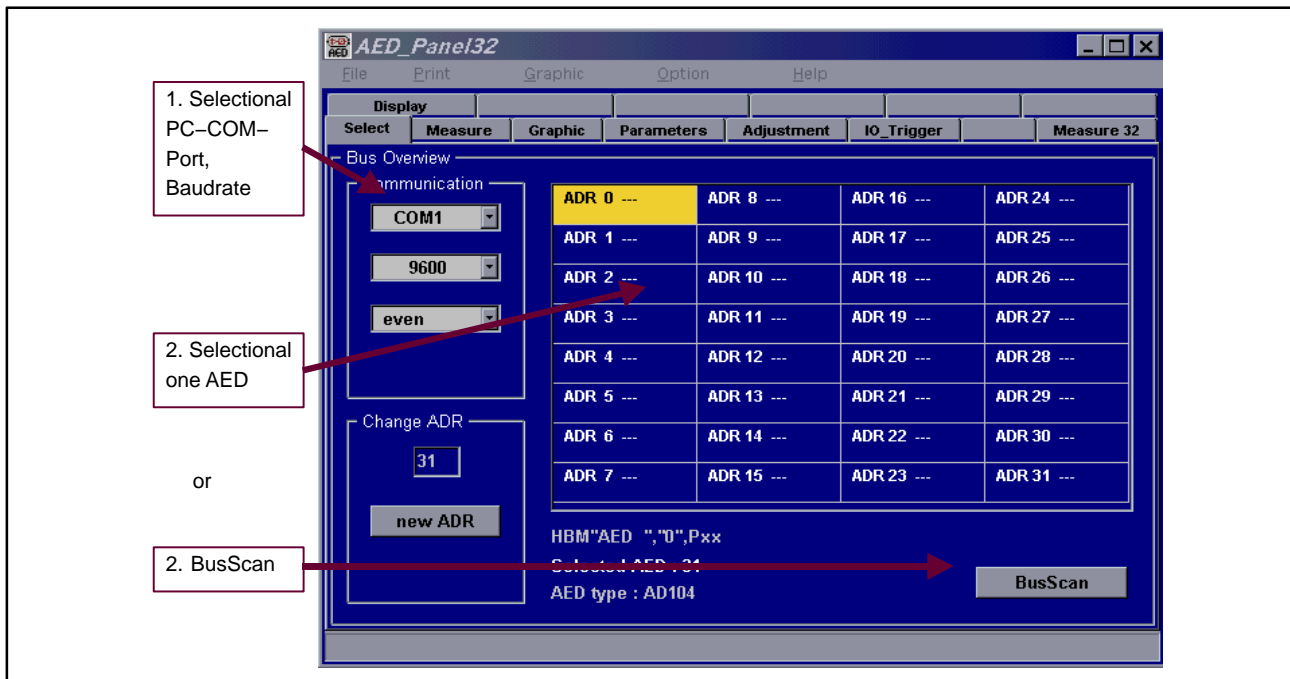 AED_Panel32
File Print Graphic Option Help
Display
Select Measure Graphic Parameters Adjustment IO_Trigger Measure 32
1. Selectional
PC–COM–
Port,
Baudrate
Bus Overview
Communication
COM1
9600
even
ADR 0 --- ADR 8 --- ADR 16 --- ADR 24 ---
ADR 1 --- ADR 9 --- ADR 17 --- ADR 25 ---
ADR 2 --- ADR 10 --- ADR 18 --- ADR 26 ---
ADR 3 --- ADR 11 --- ADR 19 --- ADR 27 ---
ADR 4 --- ADR 12 --- ADR 20 --- ADR 28 ---
ADR 5 --- ADR 13 --- ADR 21 --- ADR 29 ---
ADR 6 --- ADR 14 --- ADR 22 --- ADR 30 ---
ADR 7 --- ADR 15 --- ADR 23 --- ADR 31 ---
2. Selectional
one AED
Change ADR
31
new ADR
or
2. BusScan
HBM"AED ","0",Pxx
Selected AED : 31
AED type : AD104
BusScan